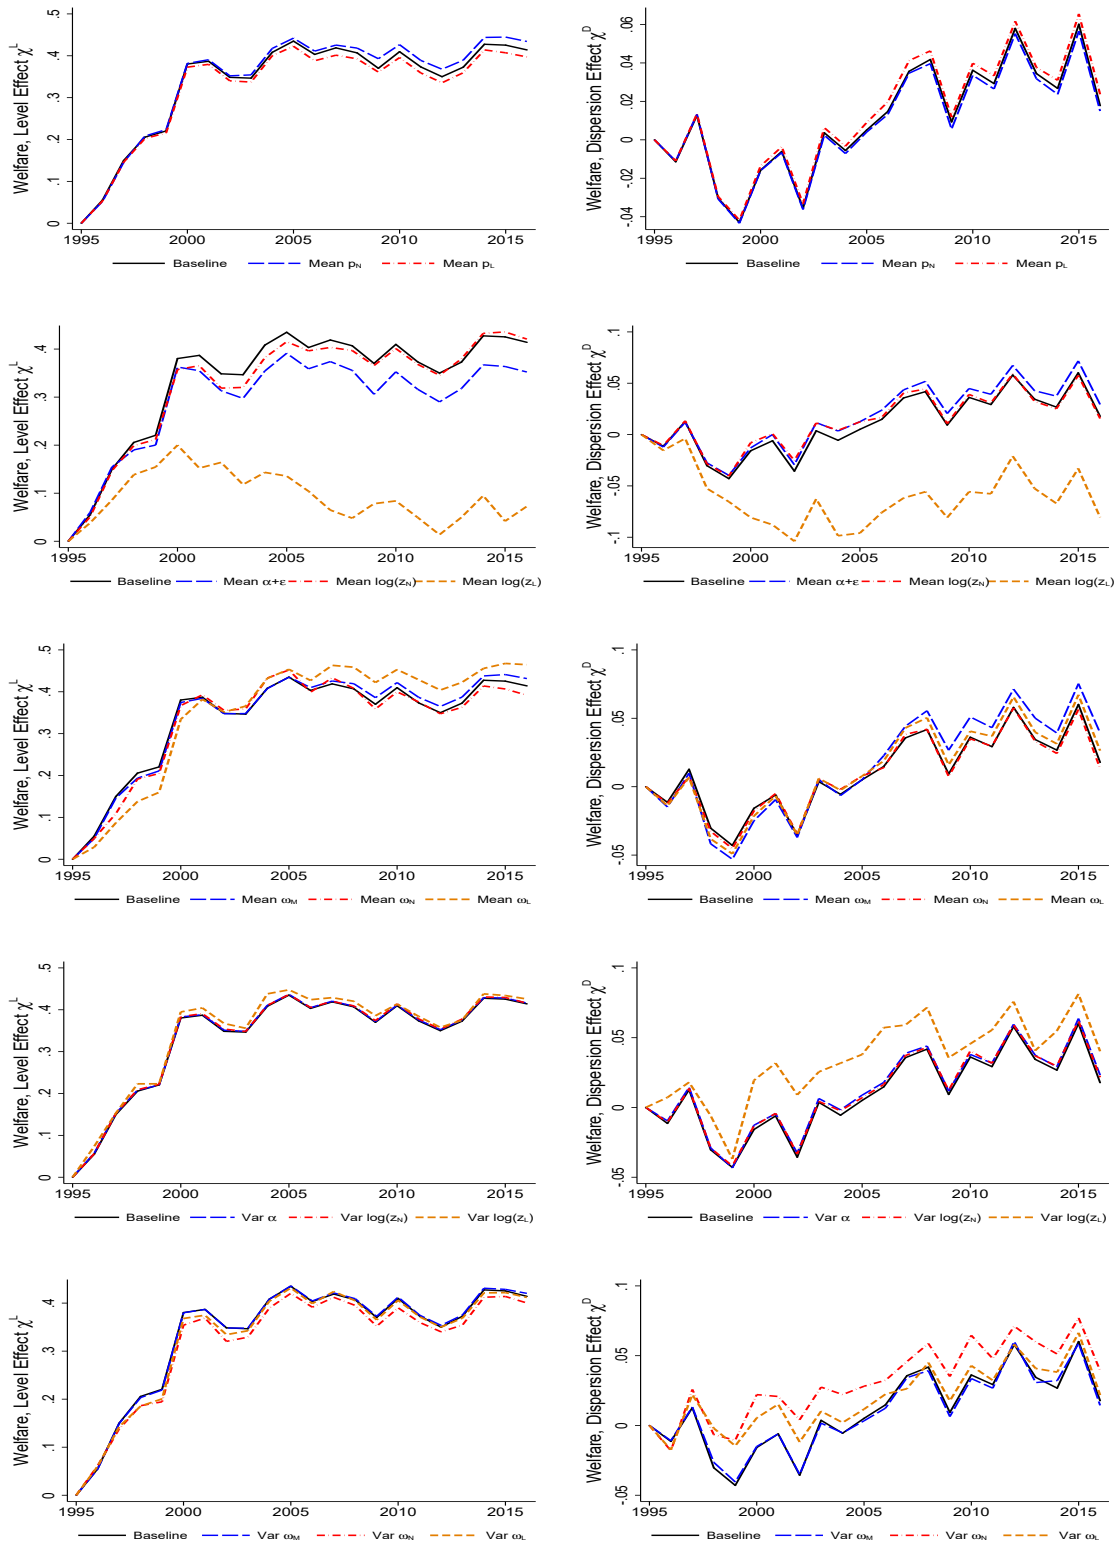 Welfare, Level Effect χᴸ
.5
.4
.3
.2
.1
0
1995 2000 2005 2010 2015
Baseline Mean pN Mean pL
Welfare, Dispersion Effect χᴰ
.06
.04
.02
0
-.02
-.04
1995 2000 2005 2010 2015
Baseline Mean pN Mean pL
Welfare, Level Effect χᴸ
.4
.3
.2
.1
0
1995 2000 2005 2010 2015
Baseline Mean α+ε Mean log(zN) Mean log(zL)
Welfare, Dispersion Effect χᴰ
.1
.05
0
-.05
-.1
1995 2000 2005 2010 2015
Baseline Mean α+ε Mean log(zN) Mean log(zL)
Welfare, Level Effect χᴸ
.5
.4
.3
.2
.1
0
1995 2000 2005 2010 2015
Baseline Mean ωM Mean ωN Mean ωL
Welfare, Dispersion Effect χᴰ
.1
.05
0
-.05
1995 2000 2005 2010 2015
Baseline Mean ωM Mean ωN Mean ωL
Welfare, Level Effect χᴸ
.5
.4
.3
.2
.1
0
1995 2000 2005 2010 2015
Baseline Var α Var log(zN) Var log(zL)
Welfare, Dispersion Effect χᴰ
.1
.05
0
-.05
1995 2000 2005 2010 2015
Baseline Var α Var log(zN) Var log(zL)
Welfare, Level Effect χᴸ
.4
.3
.2
.1
0
1995 2000 2005 2010 2015
Baseline Var ωM Var ωN Var ωL
Welfare, Dispersion Effect χᴰ
.1
.05
0
-.05
1995 2000 2005 2010 2015
Baseline Var ωM Var ωN Var ωL